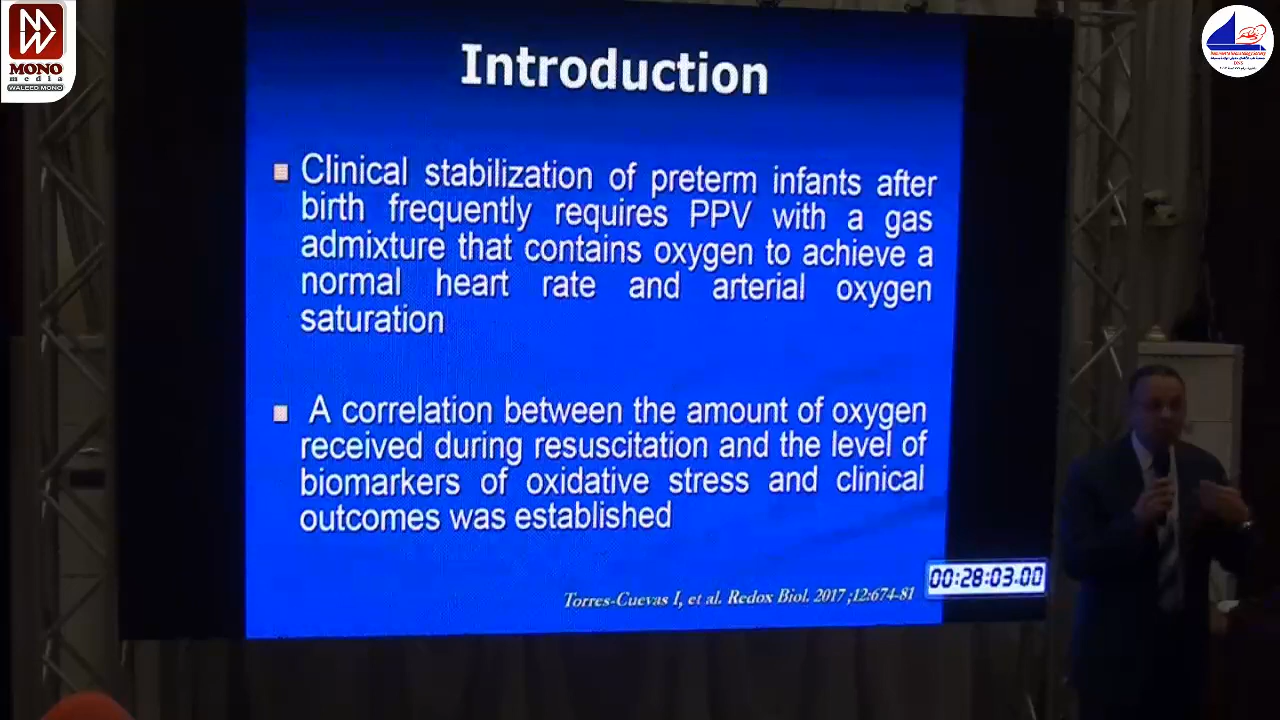 MONO
media
WALEED MONO
DNS
Introduction
Clinical stabilization of preterm infants after
birth frequently requires PPV with a gas
admixture that contains oxygen to achieve a
normal heart rate and arterial oxygen
saturation
A correlation between the amount of oxygen
received during resuscitation and the level of
biomarkers of oxidative stress and clinical
outcomes was established
Torres-Cuevas I, et al. Redox Biol. 2017 ;12:674-81
00:28:03.00